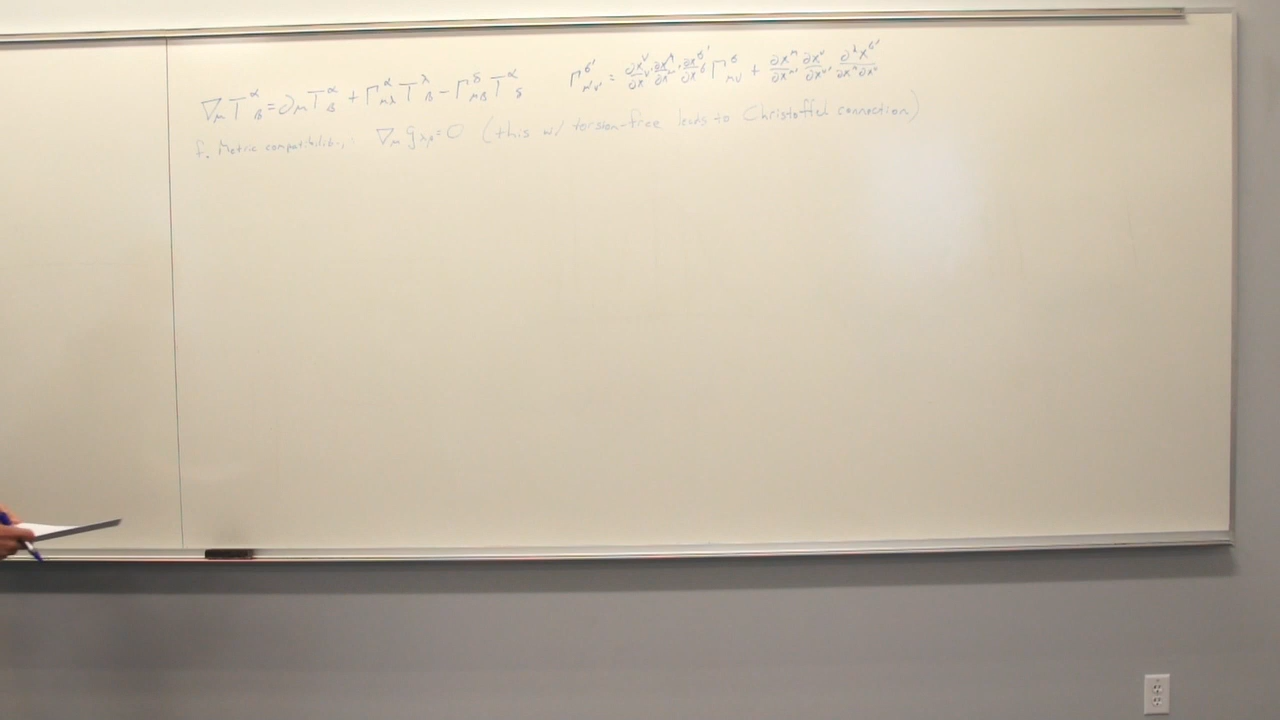 ∇_μ T^α_β = ∂_μ T^α_β + Γ^α_μλ T^λ_β − Γ^δ_μβ T^α_δ    Γ^σ'_μ'ν' = ∂x^ν/∂x^ν' · ∂x^μ/∂x^μ' · ∂x^σ'/∂x^σ Γ^σ_μν + ∂x^μ/∂x^μ' ∂x^ν/∂x^ν' ∂^2x^σ'/∂x^μ∂x^ν
f. Metric compatibility: ∇_μ g_λρ = 0 (this w/ torsion-free leads to Christoffel connection)